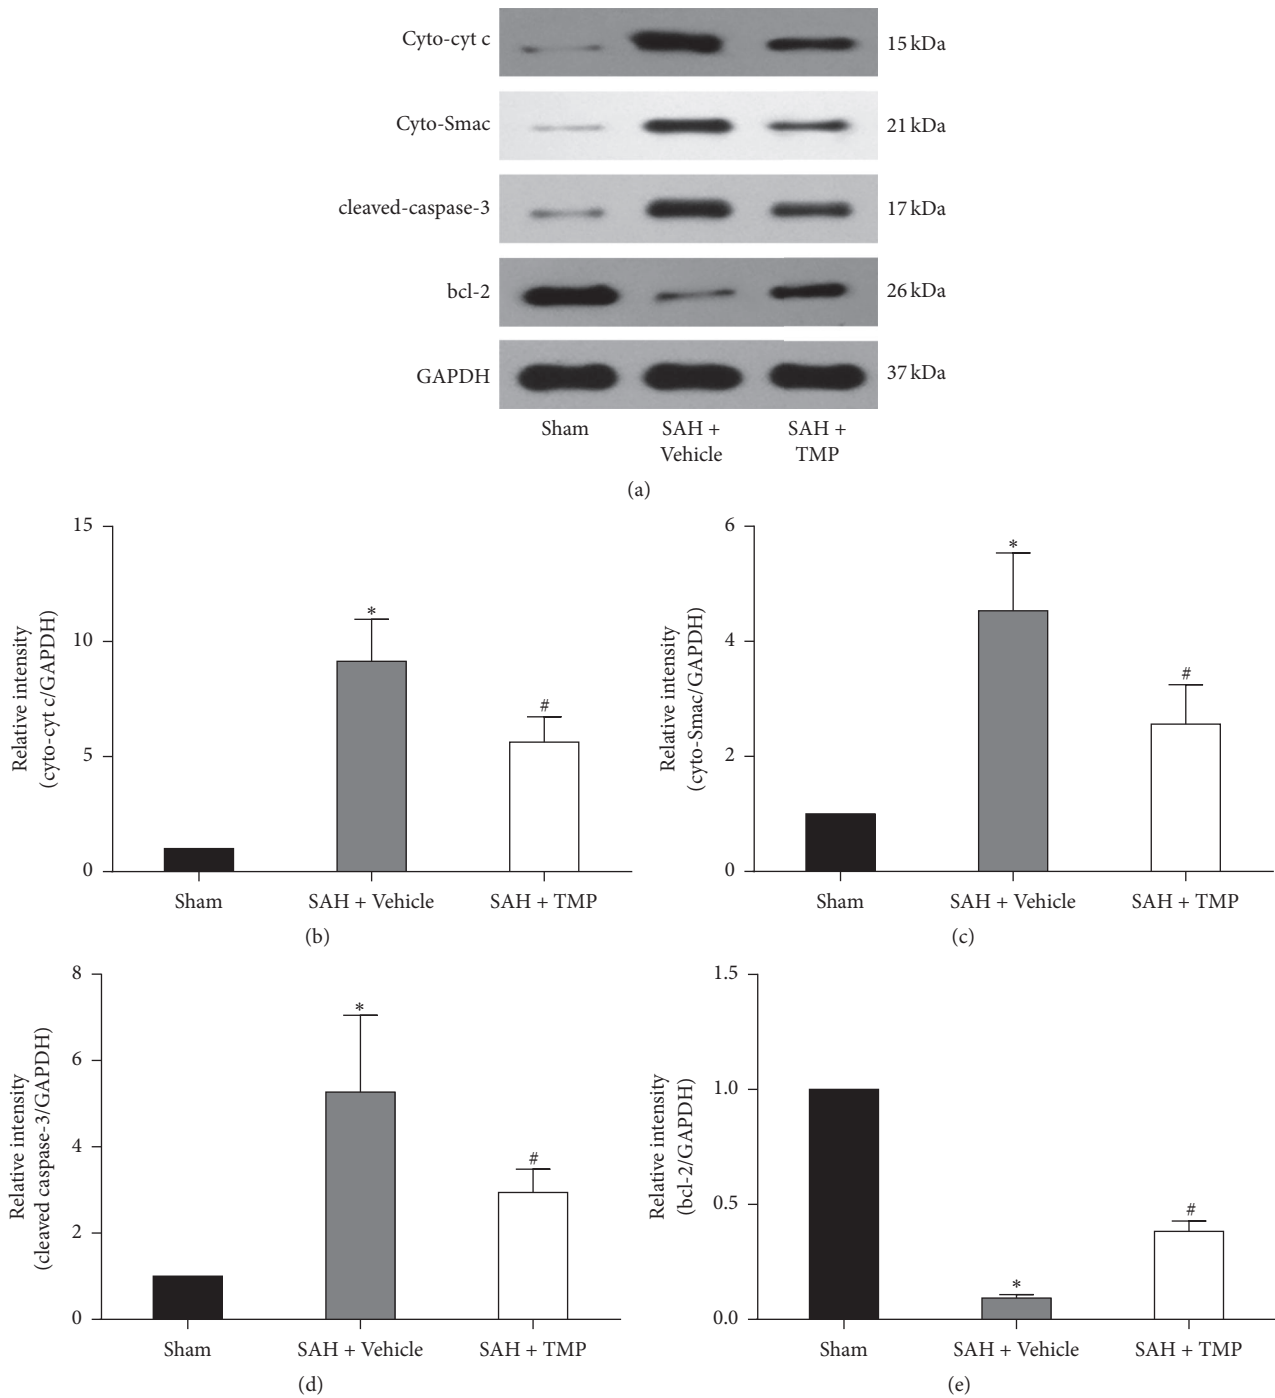 Cyto-cyt c
15 kDa
Cyto-Smac
21 kDa
cleaved-caspase-3
17 kDa
bcl-2
26 kDa
GAPDH
37 kDa
Sham
SAH +
Vehicle
SAH +
TMP
(a)
15
10
5
0
Relative intensity
(cyto-cyt c/GAPDH)
*
#
Sham
SAH + Vehicle
SAH + TMP
(b)
6
4
2
0
Relative intensity
(cyto-Smac/GAPDH)
*
#
Sham
SAH + Vehicle
SAH + TMP
(c)
8
6
4
2
0
Relative intensity
(cleaved caspase-3/GAPDH)
*
#
Sham
SAH + Vehicle
SAH + TMP
(d)
1.5
1.0
0.5
0.0
Relative intensity
(bcl-2/GAPDH)
*
#
Sham
SAH + Vehicle
SAH + TMP
(e)